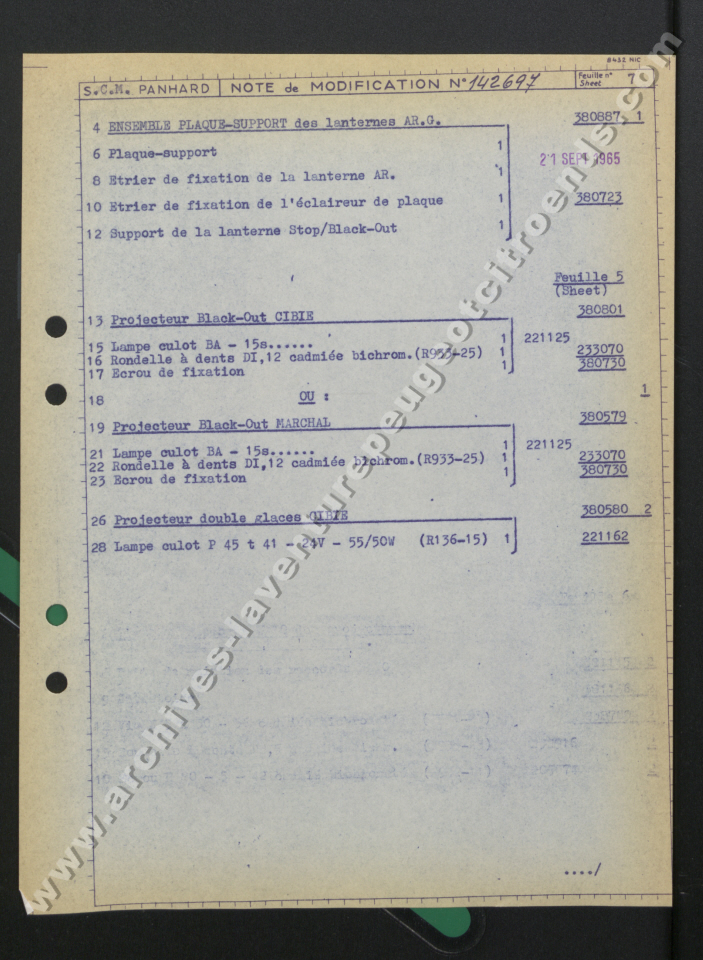 8432 NIC
S.C.M. PANHARD NOTE de MODIFICATION N° 142697 Feuille n° Sheet 7
4 ENSEMBLE PLAQUE-SUPPORT des lanternes AR.G. 380887 1
6 Plaque-support 1
21 SEPT 1965
8 Etrier de fixation de la lanterne AR. 1
10 Etrier de fixation de l'éclaireur de plaque 1 380723
12 Support de la lanterne Stop/Black-Out 1
Feuille 5
(Sheet)
13 Projecteur Black-Out CIBIE 380801
15 Lampe culot BA - 15s...... 1 221125
16 Rondelle à dents DI,12 cadmiée bichrom.(R933-25) 1 233070
17 Ecrou de fixation 1 380730
18 OU : 1
19 Projecteur Black-Out MARCHAL 380579
21 Lampe culot BA - 15s...... 1 221125
22 Rondelle à dents DI,12 cadmiée bichrom.(R933-25) 1 233070
23 Ecrou de fixation 1 380730
26 Projecteur double glaces CIBIE 380580 2
28 Lampe culot P 45 t 41 - 24V - 55/50W (R136-15) 1 221162
..../
www.archives-laventurepeugeotcitroends.com